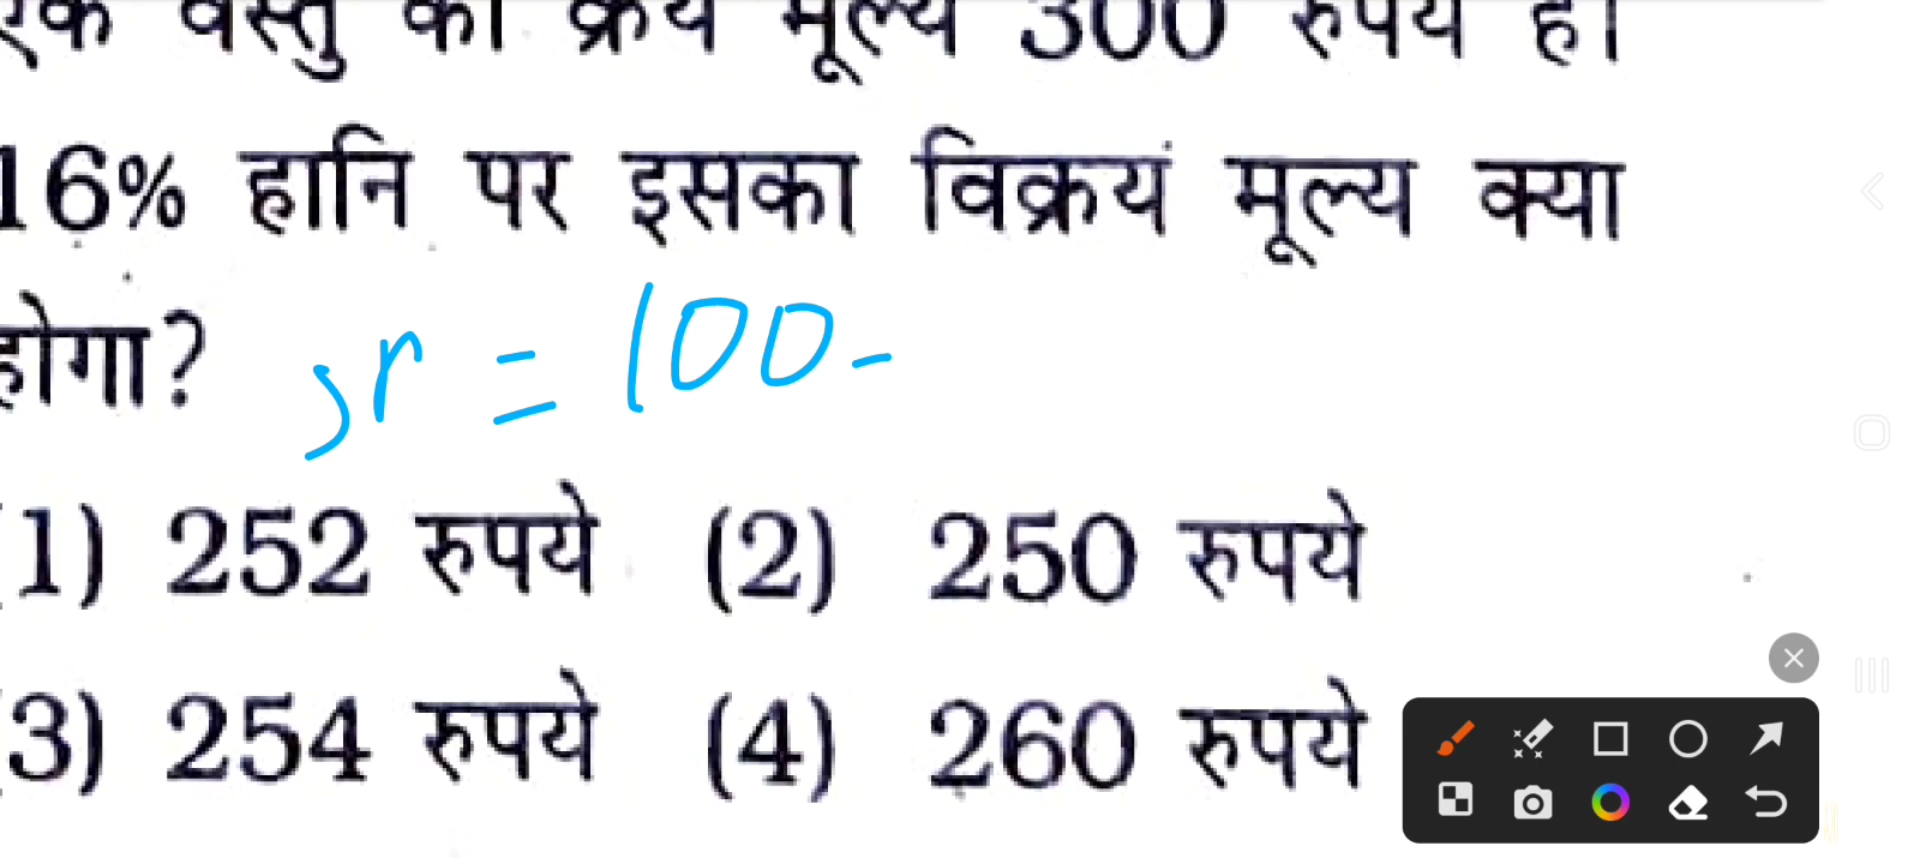 एक वस्तु का क्रय मूल्य 300 रुपये है।
16% हानि पर इसका विक्रय मूल्य क्या
होगा? sr = 100-
(1) 252 रुपये (2) 250 रुपये
(3) 254 रुपये (4) 260 रुपये